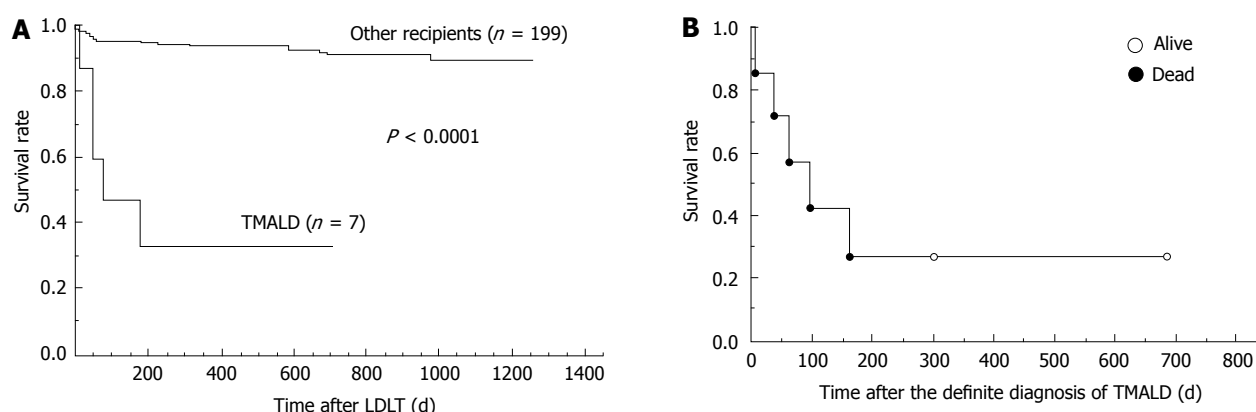 A
1.0
0.8
0.6
0.4
0.2
0.0
Survival rate
Other recipients (n = 199)
P < 0.0001
TMALD (n = 7)
200 400 600 800 1000 1200 1400
Time after LDLT (d)
B
1.0
0.8
0.6
0.4
0.2
0.0
Survival rate
Alive
Dead
0 100 200 300 400 500 600 700 800
Time after the definite diagnosis of TMALD (d)